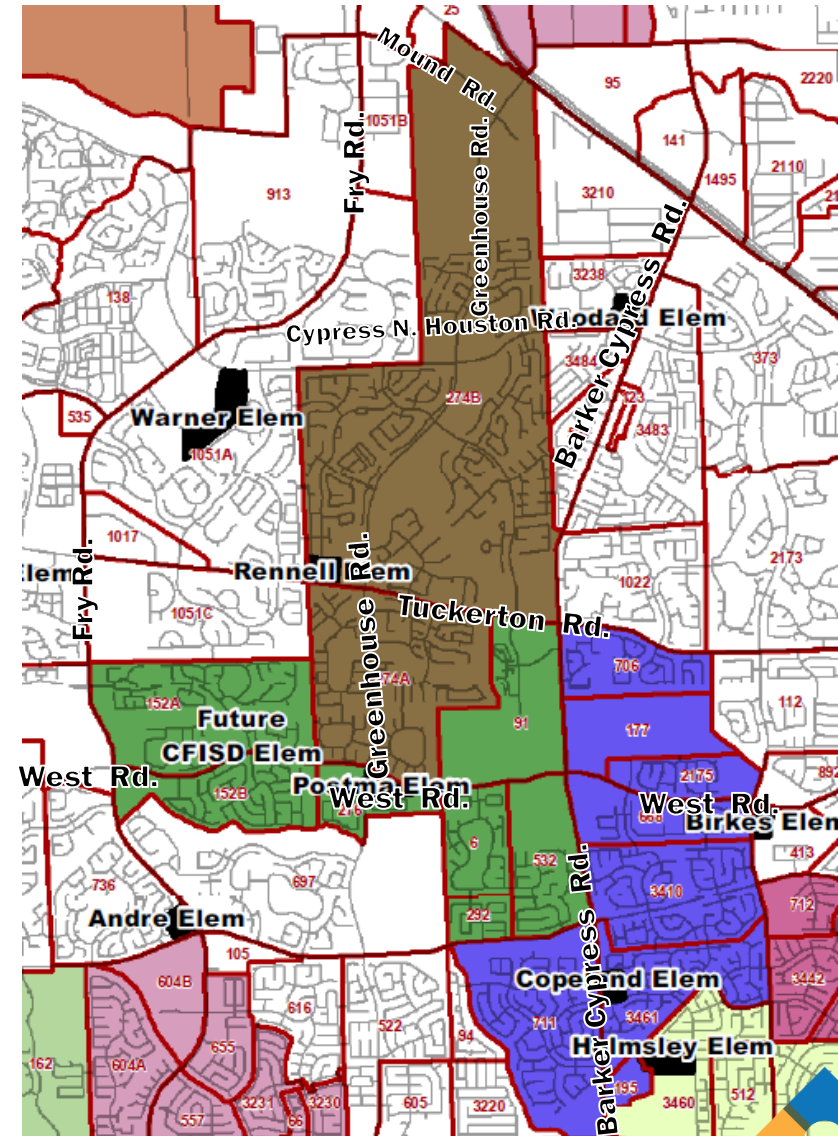 25
Mound Rd.
95
2220
1051B
Fry Rd.
Greenhouse Rd.
141
2110
1495
913
3210
Barker Cypress Rd.
3238
138
Cypress N. Houston Rd.
Elem
373
3484
274B
123
535
Warner Elem
3483
1051A
1017
2173
Elem
Fry Rd.
Rennell Elem
1022
1051C
Greenhouse Rd.
Tuckerton Rd.
706
74A
152A
112
Future
CFISD Elem
91
177
West Rd.
2175
892
Postma Elem
152B
West Rd.
West Rd.
Birkes Elem
6
413
532
736
697
3410
712
Andre Elem
292
Barker Cypress Rd.
105
604B
Copeland Elem
3442
616
711
3461
522
94
655
Helmsley Elem
162
604A
195
512
3231
3230
605
3220
3460
557
66